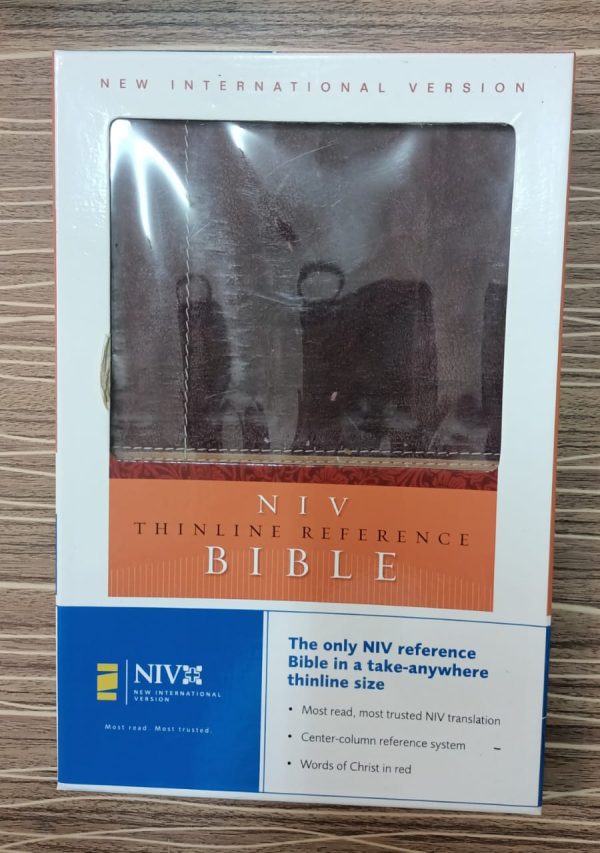 NEW INTERNATIONAL VERSION
NIV
THINLINE REFERENCE
BIBLE
NIV
NEW INTERNATIONAL
VERSION
Most read. Most trusted.
The only NIV reference
Bible in a take-anywhere
thinline size
• Most read, most trusted NIV translation
• Center-column reference system
• Words of Christ in red